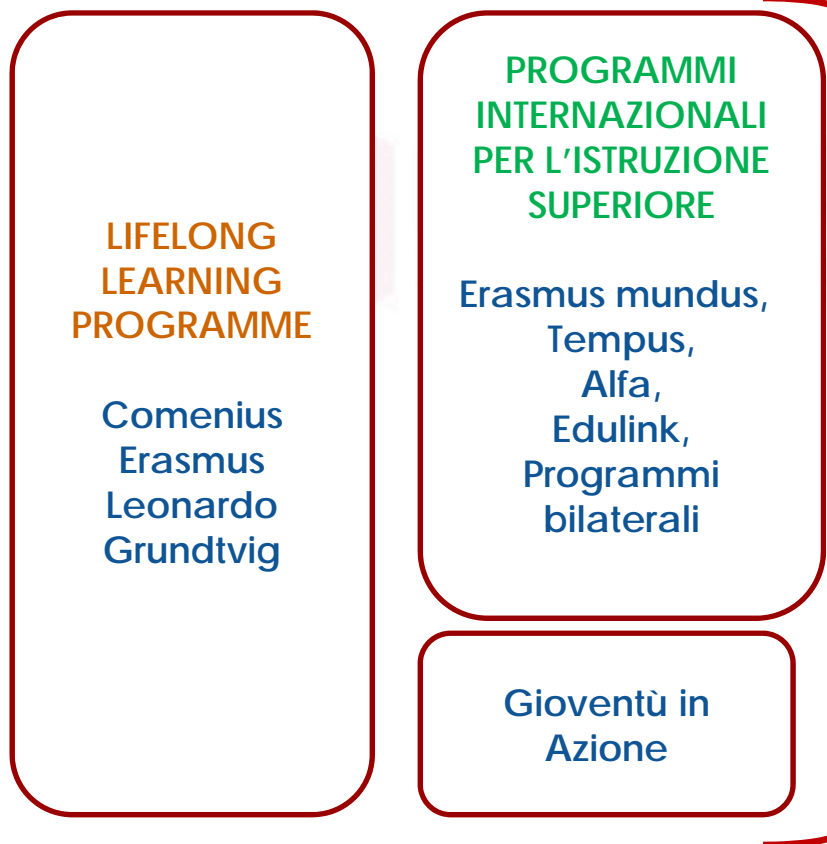 LIFELONG
LEARNING
PROGRAMME
Comenius
Erasmus
Leonardo
Grundtvig
PROGRAMMI
INTERNAZIONALI
PER L’ISTRUZIONE
SUPERIORE
Erasmus mundus,
Tempus,
Alfa,
Edulink,
Programmi
bilaterali
Gioventù in
Azione